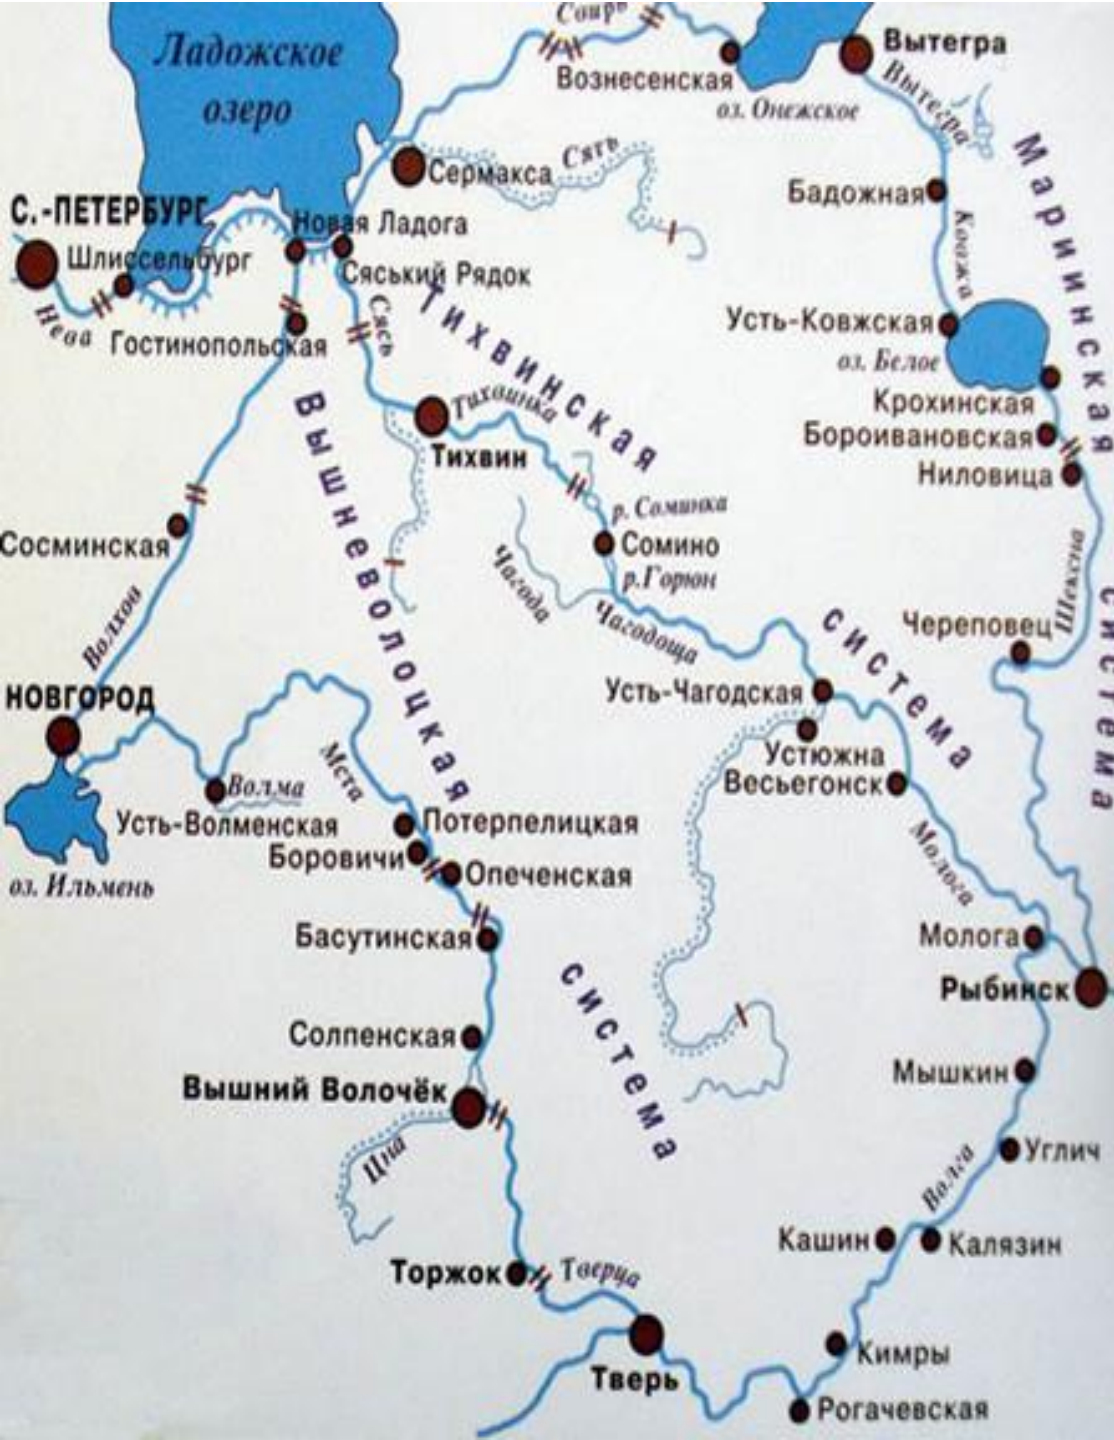 Свирь
Ладожское
озеро
Вытегра
Вознесенская
Вытегра
оз. Онежское
Сермакса
Сять
Мариинская
система
Бадожная
С.-ПЕТЕРБУРГ
Новая Ладога
Шлиссельбург
Сяський Рядок
Ковжа
Нева
Гостинопольская
Сясь
Тихвинская
система
Усть-Ковжская
оз. Белое
Крохинская
Бороивановская
Ниловица
Тихвинка
Тихвин
Вышневолоцкая
система
р. Соминка
Сосминская
Сомино
р.Горюн
Чагода
Чагодоща
Шексна
Волхов
Череповец
НОВГОРОД
Усть-Чагодская
Устюжна
Весьегонск
Мста
Волма
Усть-Волменская
Потерпелицкая
Боровичи
Опеченская
оз. Ильмень
Молога
Басутинская
Молога
Рыбинск
Солпенская
Мышкин
Вышний Волочёк
Цна
Углич
Волга
Кашин
Калязин
Торжок
Тверца
Кимры
Тверь
Рогачевская